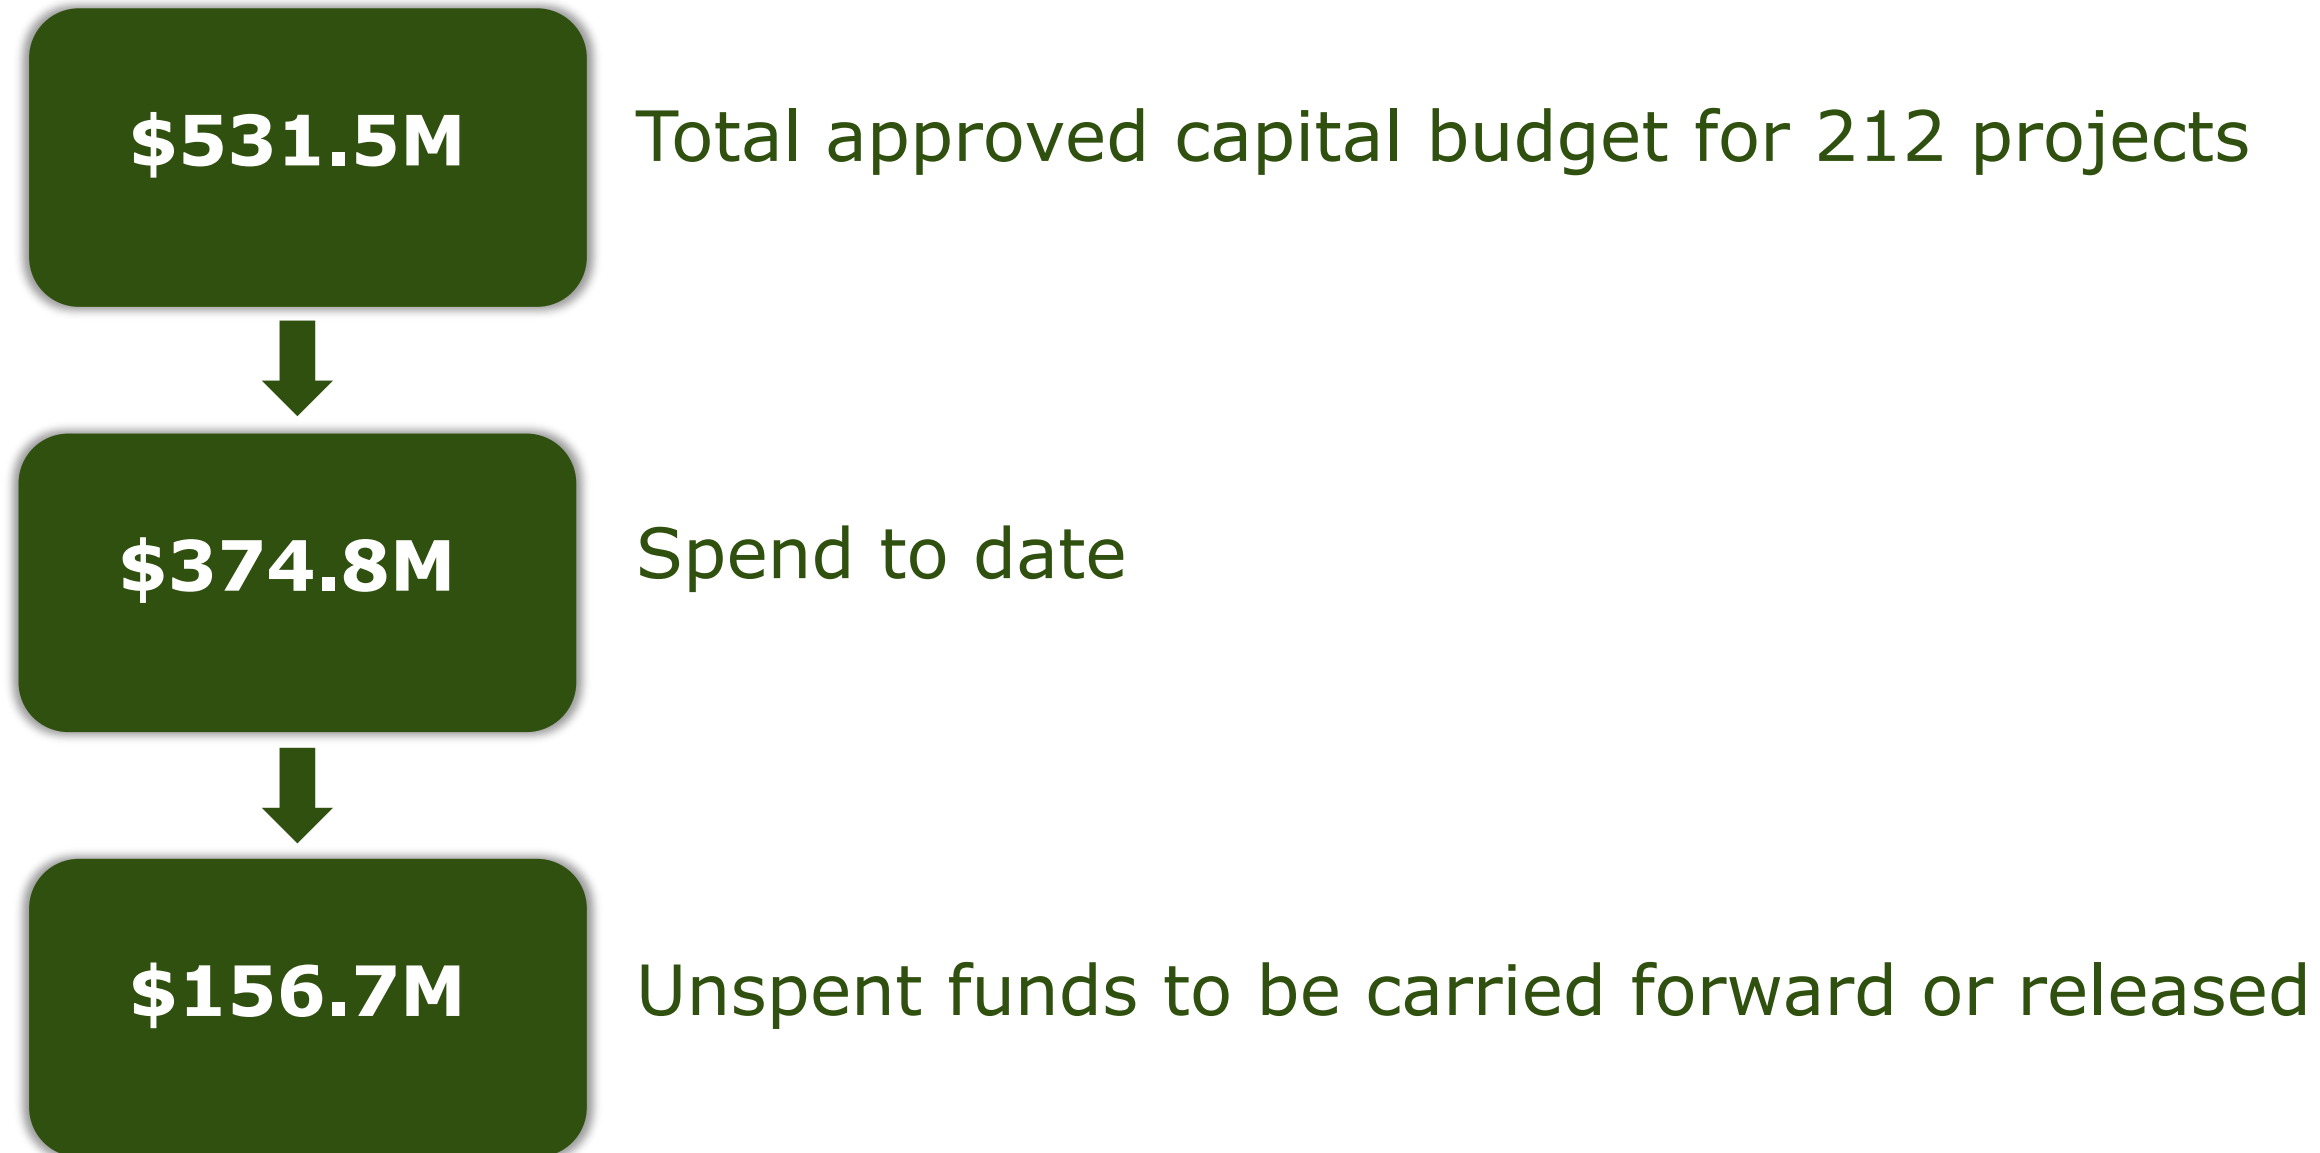 $531.5M
Total approved capital budget for 212 projects
$374.8M
Spend to date
$156.7M
Unspent funds to be carried forward or released